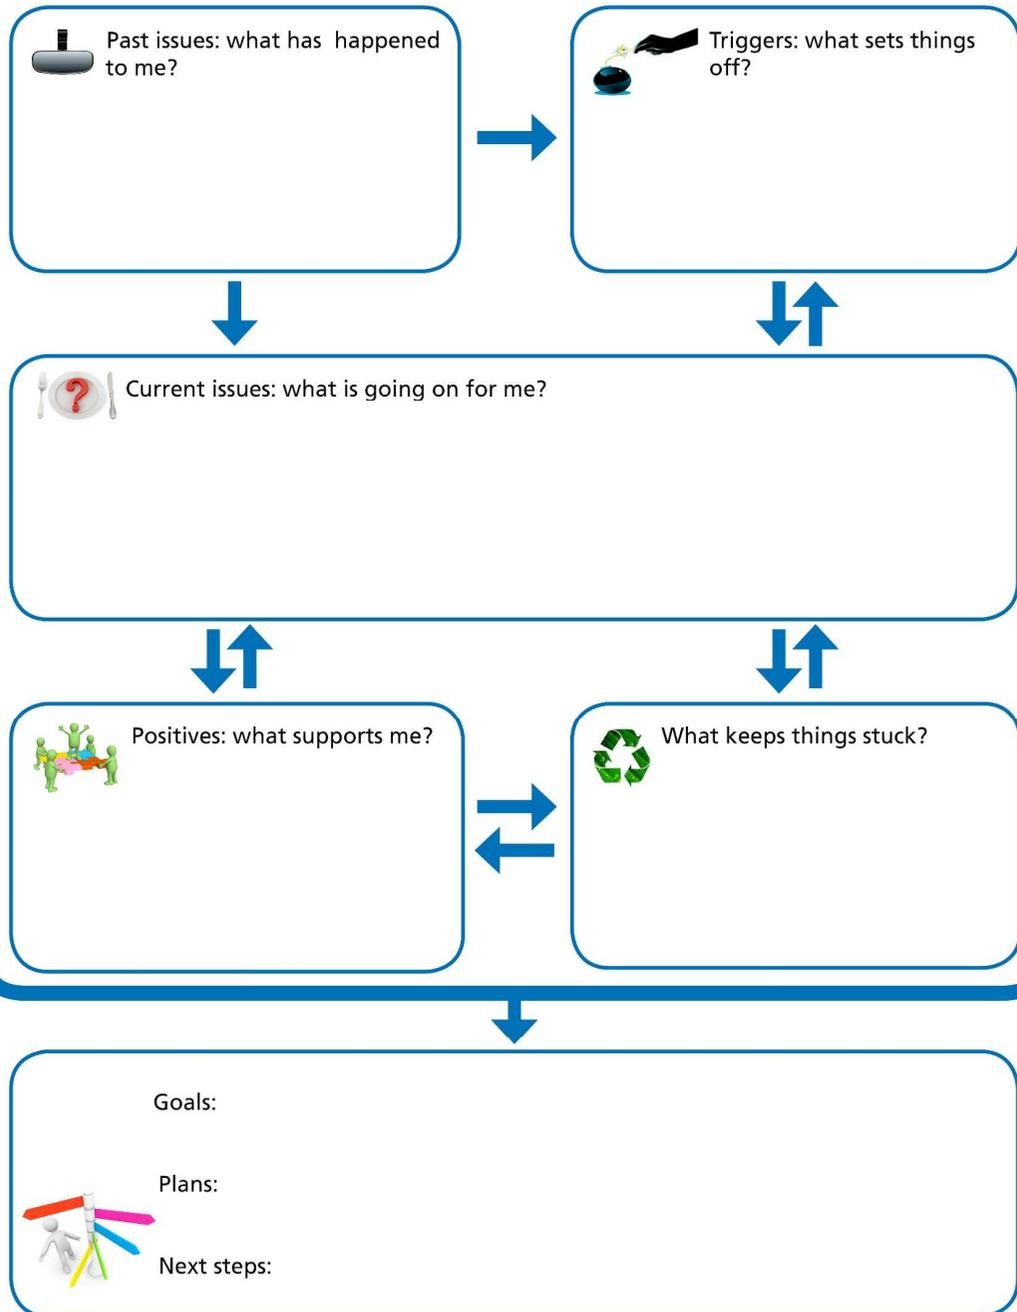 Past issues: what has  happened
to me?
Triggers: what sets things
off?
Current issues: what is going on for me?
Positives: what supports me?
What keeps things stuck?
Goals:
Plans:
Next steps: